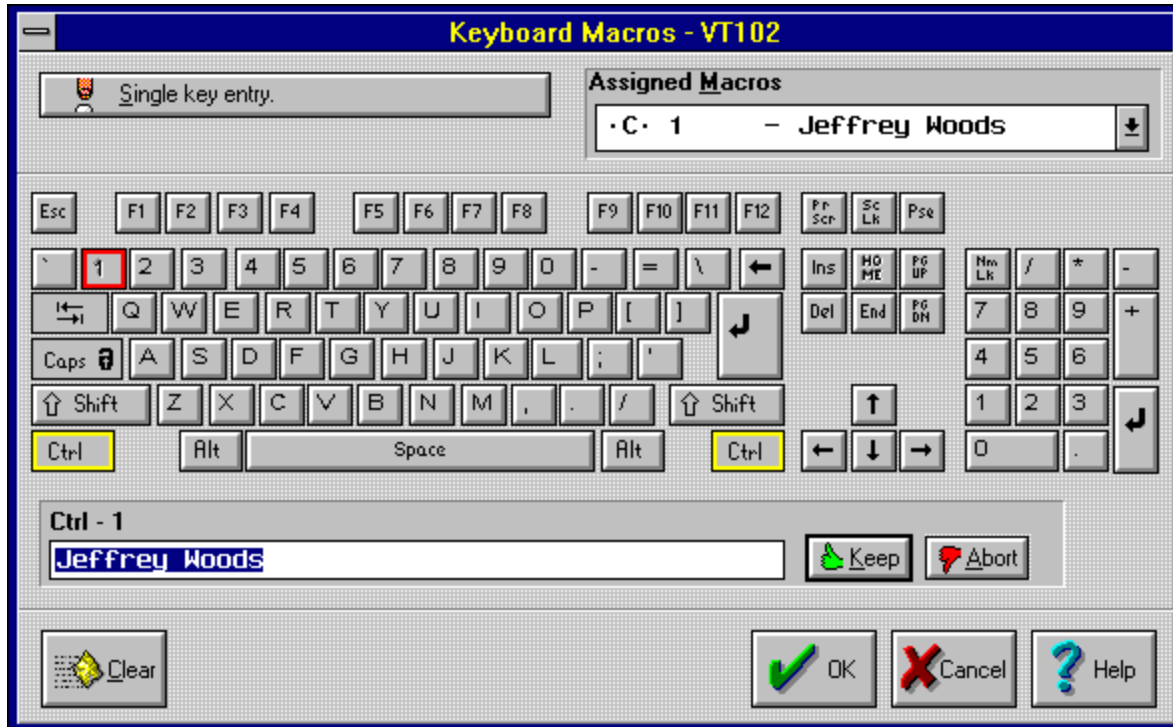 Keyboard Macros - VT102
Single key entry.
Assigned Macros
·C· 1 - Jeffrey Woods
Esc F1 F2 F3 F4 F5 F6 F7 F8 F9 F10 F11 F12 Pr Scr Sc Lk Pse
` 1 2 3 4 5 6 7 8 9 0 - = \ Ins HO ME PG UP Nm Lk / * -
Q W E R T Y U I O P [ ] Del End PG DN 7 8 9 +
Caps A S D F G H J K L ; ' 4 5 6
Shift Z X C V B N M , . / Shift 1 2 3
Ctrl Alt Space Alt Ctrl 0 .
Ctrl - 1
Jeffrey Woods Keep Abort
Clear OK Cancel Help